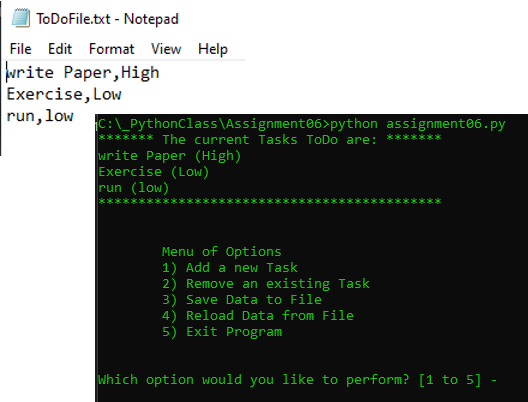 ToDoFile.txt - Notepad
File Edit Format View Help
write Paper,High
Exercise,Low
run,low
C:\_PythonClass\Assignment06>python assignment06.py
******* The current Tasks ToDo are: *******
write Paper (High)
Exercise (Low)
run (low)
*******************************************
Menu of Options
1) Add a new Task
2) Remove an existing Task
3) Save Data to File
4) Reload Data from File
5) Exit Program
Which option would you like to perform? [1 to 5] -